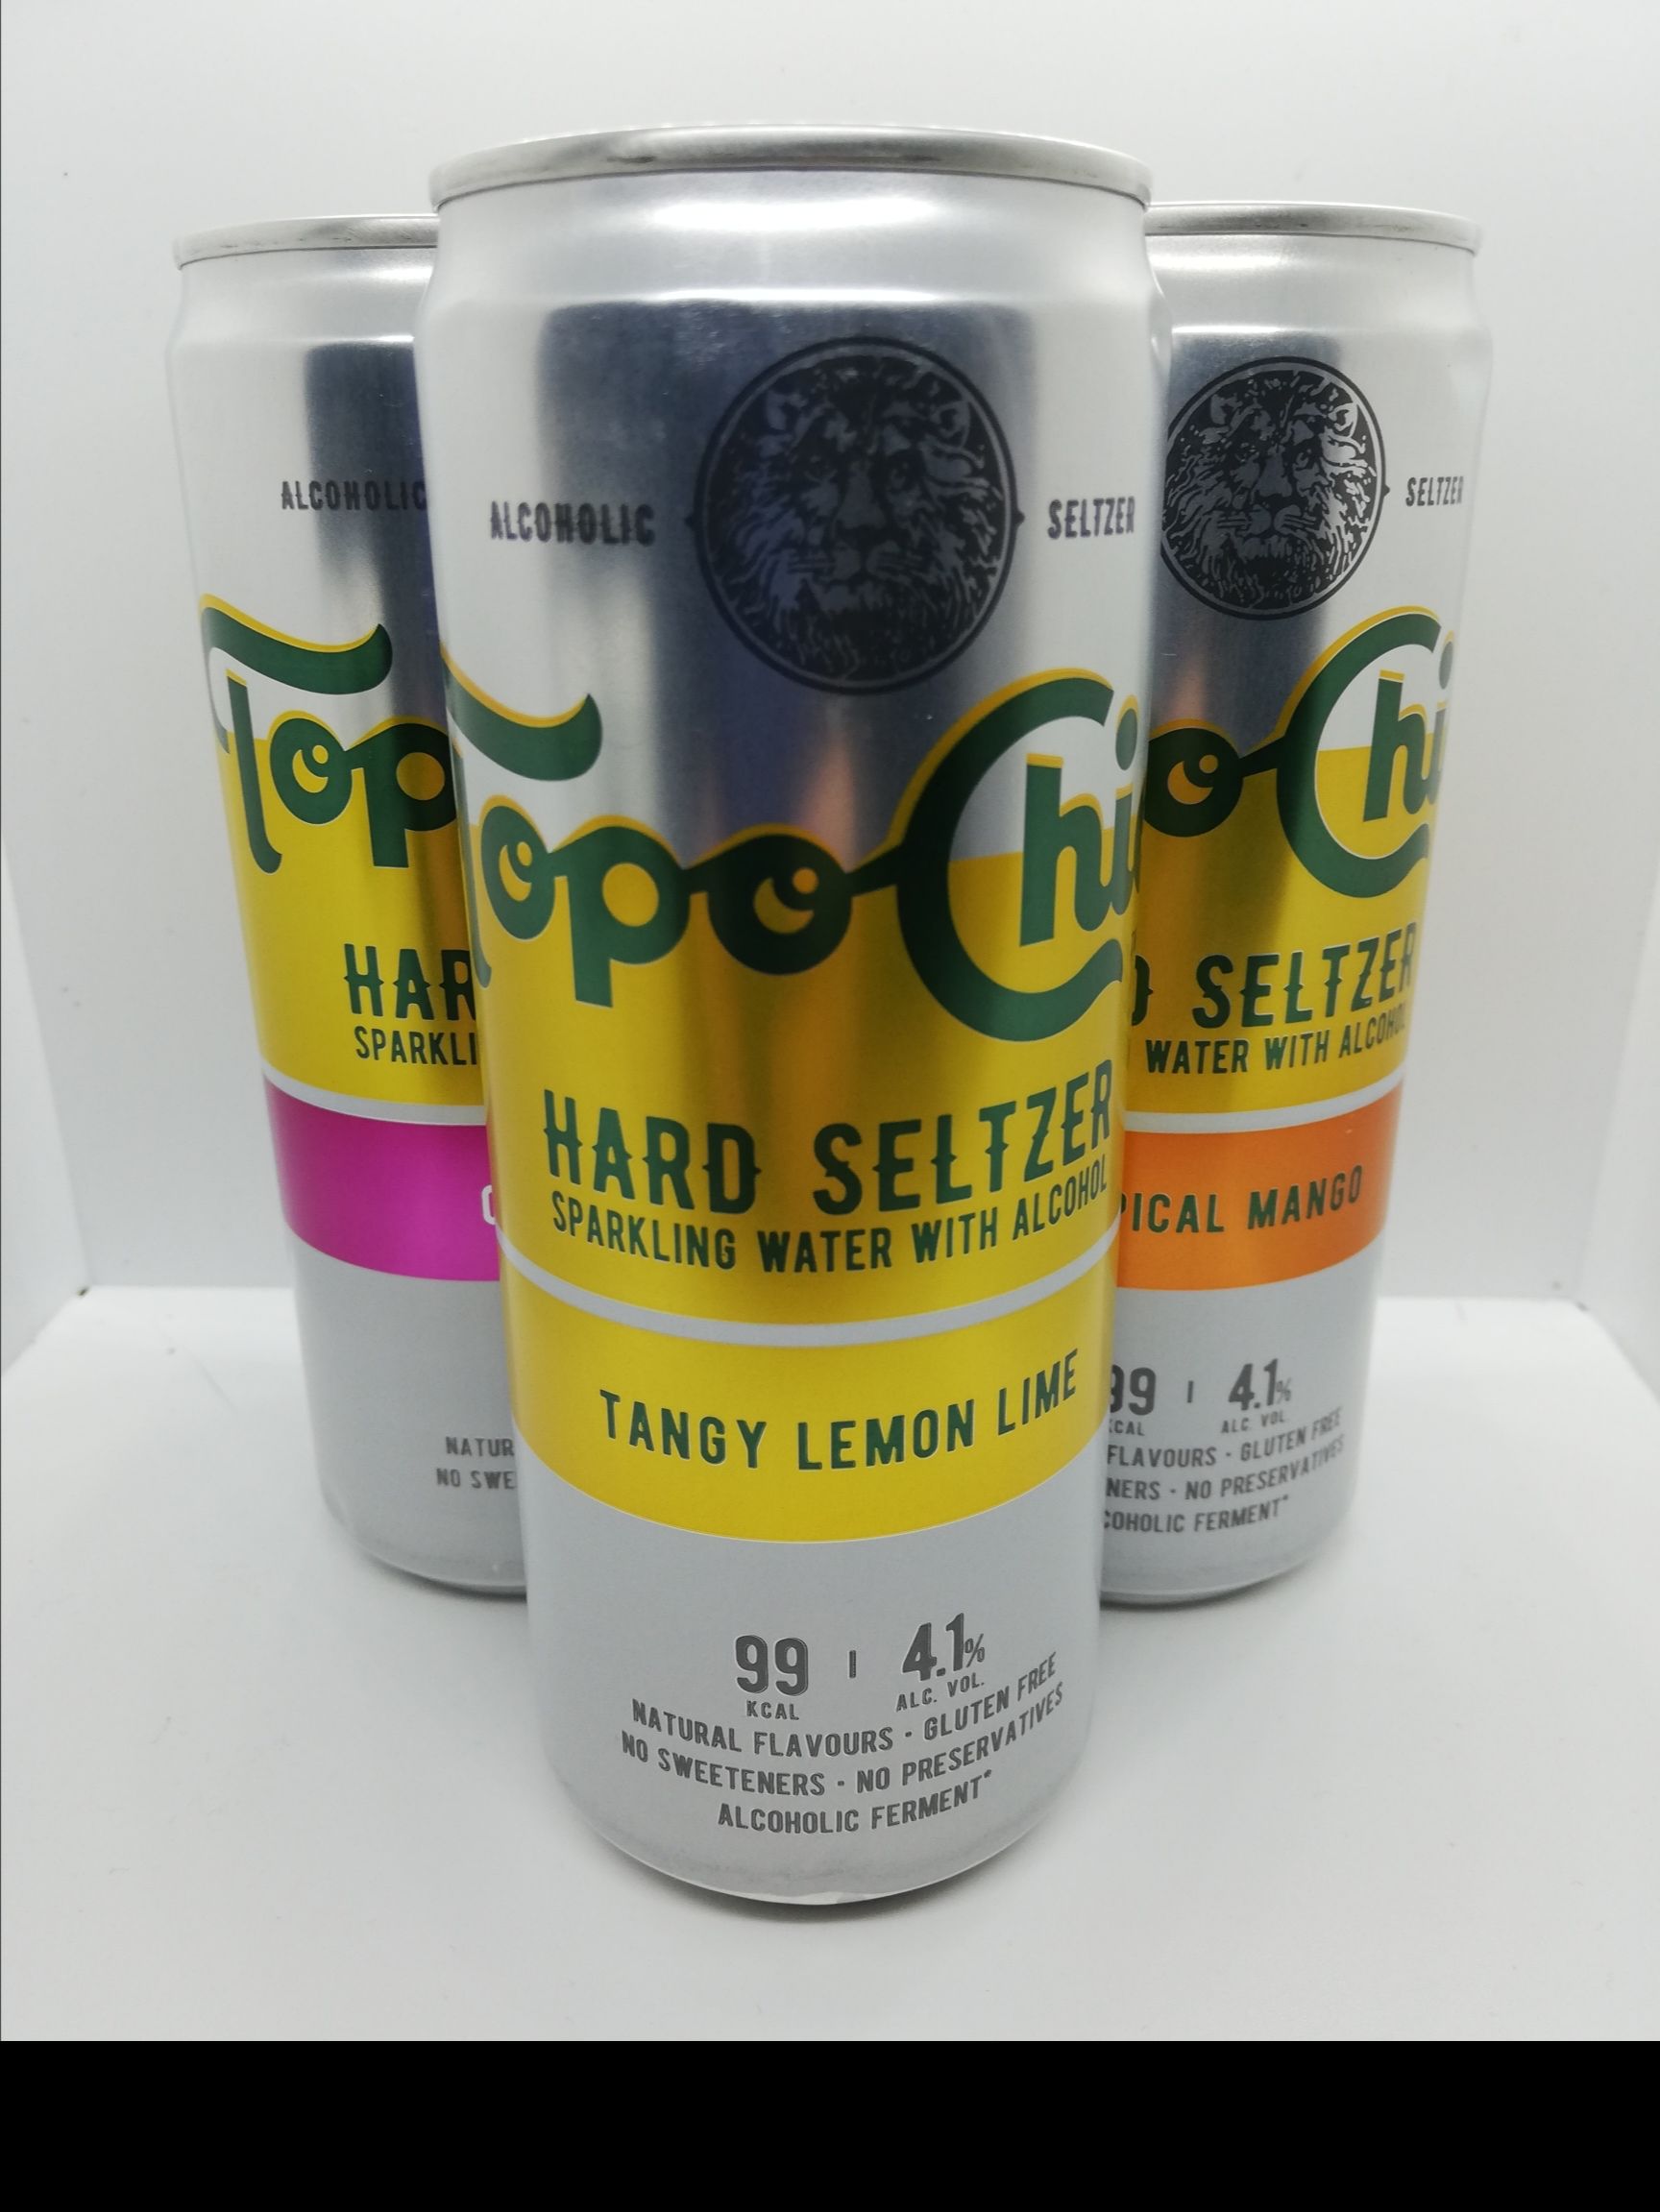 ALCOHOLIC
Top
HAR
SPARKLI
NATUR
NO SWE
ALCOHOLIC SELTZER
Topo Chi
HARD SELTZER
SPARKLING WATER WITH ALCOHOL
TANGY LEMON LIME
99 | 4.1%
KCAL ALC. VOL.
NATURAL FLAVOURS · GLUTEN FREE
NO SWEETENERS · NO PRESERVATIVES
ALCOHOLIC FERMENT*
SELTZER
o Chi
D SELTZER
WATER WITH ALCOHOL
PICAL MANGO
99 | 4.1%
KCAL ALC. VOL.
FLAVOURS · GLUTEN FREE
NERS · NO PRESERVATIVES
COHOLIC FERMENT*